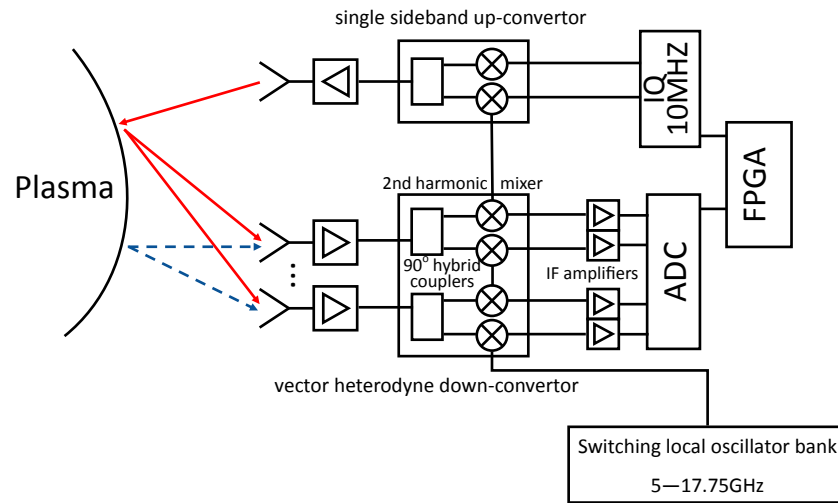 single sideband up-convertor
IQ
10MHZ
FPGA
Plasma
2nd harmonic mixer
90° hybrid
couplers
IF amplifiers
ADC
vector heterodyne down-convertor
Switching local oscillator bank
5—17.75GHz